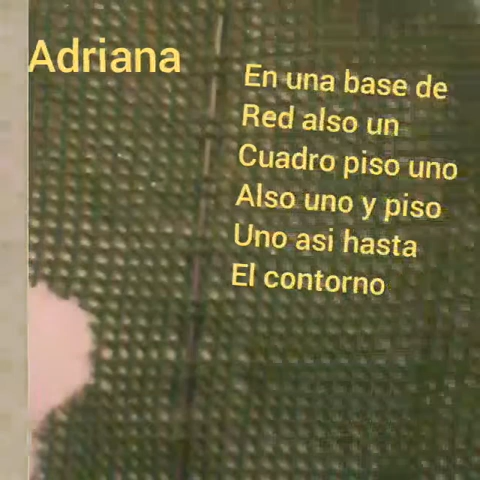 Adriana
En una base de
Red also un
Cuadro piso uno
Also uno y piso
Uno asi hasta
El contorno